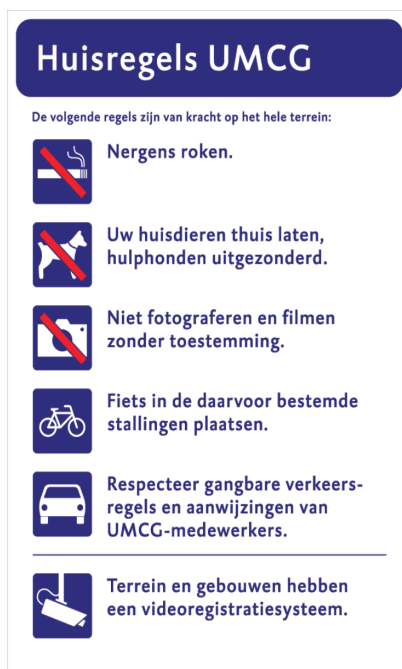 Huisregels UMCG
De volgende regels zijn van kracht op het hele terrein:
Nergens roken.
Uw huisdieren thuis laten,
hulphonden uitgezonderd.
Niet fotograferen en filmen
zonder toestemming.
Fiets in de daarvoor bestemde
stallingen plaatsen.
Respecteer gangbare verkeers-
regels en aanwijzingen van
UMCG-medewerkers.
Terrein en gebouwen hebben
een videoregistratiesysteem.